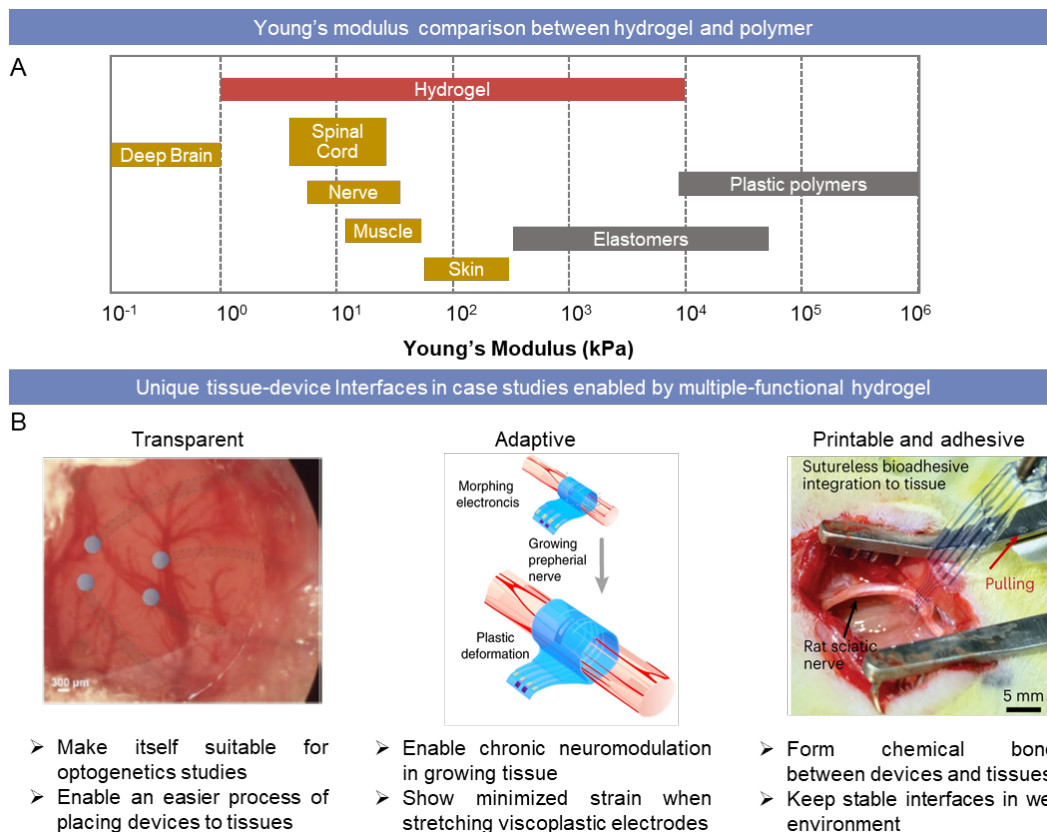 Young's modulus comparison between hydrogel and polymer
A
Hydrogel
Spinal
Cord
Deep Brain
Plastic polymers
Nerve
Muscle
Elastomers
Skin
10⁻¹ 10⁰ 10¹ 10² 10³ 10⁴ 10⁵ 10⁶
Young's Modulus (kPa)
Unique tissue-device Interfaces in case studies enabled by multiple-functional hydrogel
B
Transparent
300 µm
➢ Make itself suitable for
optogenetics studies
➢ Enable an easier process of
placing devices to tissues
Adaptive
Morphing
electroncis
Growing
prepherial
nerve
Plastic
deformation
➢ Enable chronic neuromodulation
in growing tissue
➢ Show minimized strain when
stretching viscoplastic electrodes
Printable and adhesive
Sutureless bioadhesive
integration to tissue
Pulling
Rat sciatic
nerve
5 mm
➢ Form chemical bon
between devices and tissues
➢ Keep stable interfaces in we
environment